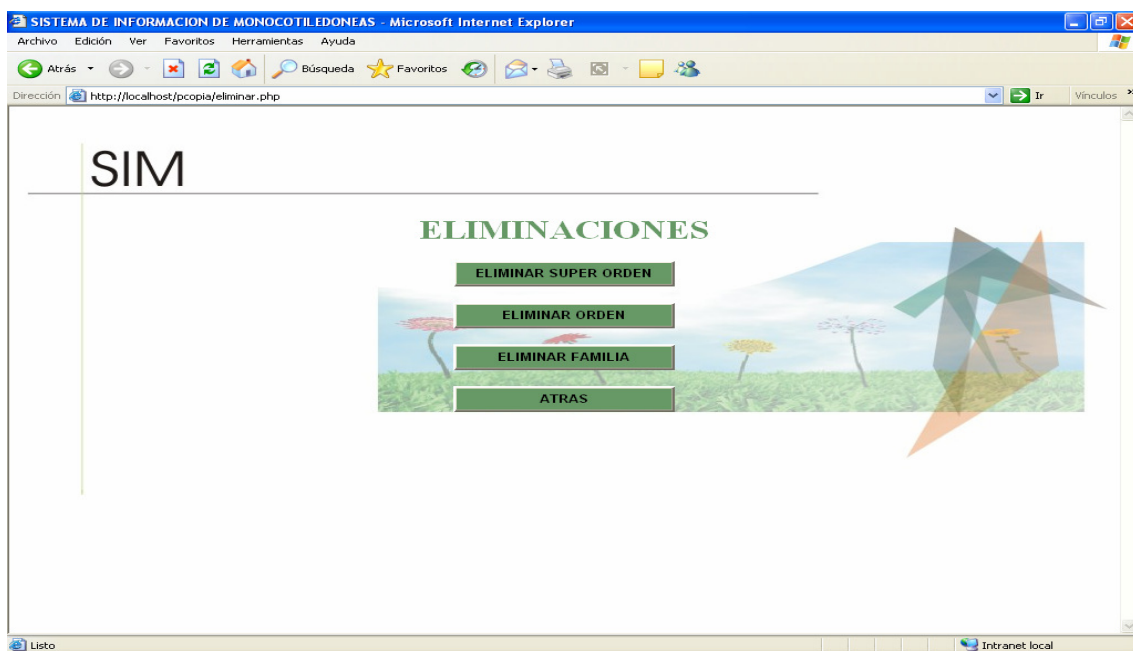 SISTEMA DE INFORMACION DE MONOCOTILEDONEAS - Microsoft Internet Explorer
Archivo Edición Ver Favoritos Herramientas Ayuda
Atrás Búsqueda Favoritos
Dirección http://localhost/pcopia/eliminar.php Ir Vínculos »
SIM
ELIMINACIONES
ELIMINAR SUPER ORDEN
ELIMINAR ORDEN
ELIMINAR FAMILIA
ATRAS
Listo Intranet local